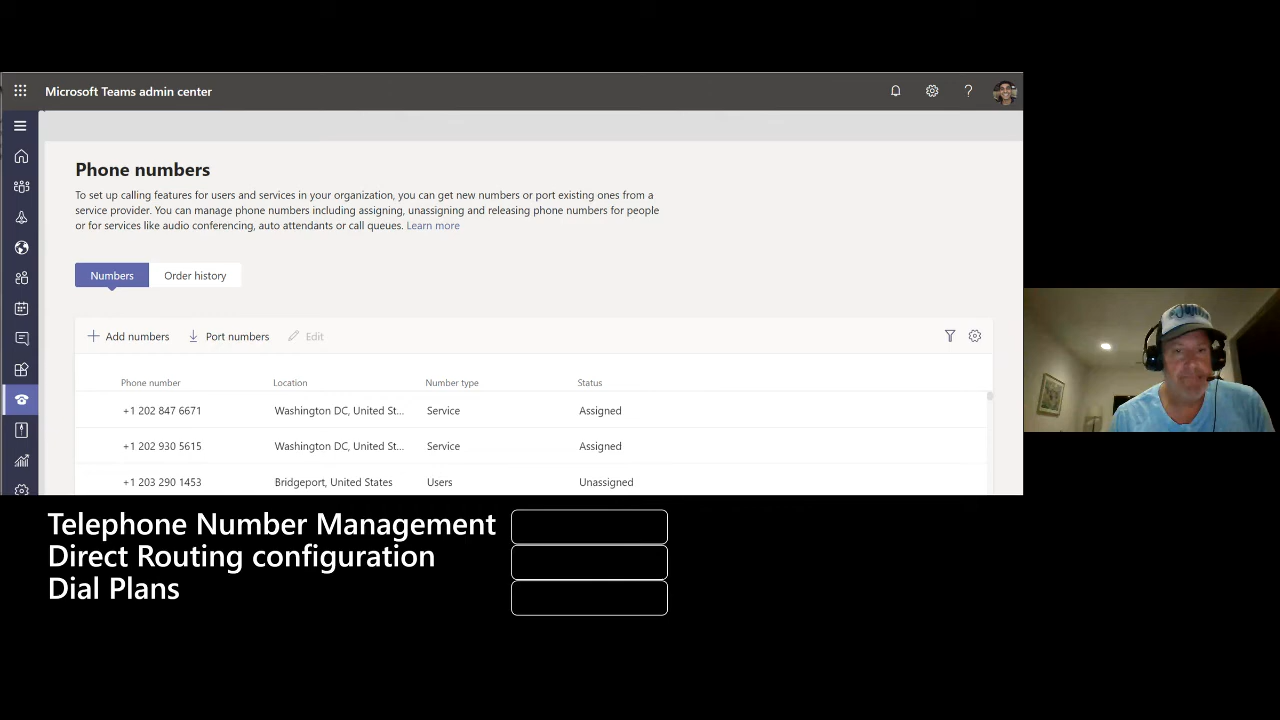 Microsoft Teams admin center
Phone numbers
To set up calling features for users and services in your organization, you can get new numbers or port existing ones from a
service provider. You can manage phone numbers including assigning, unassigning and releasing phone numbers for people
or for services like audio conferencing, auto attendants or call queues. Learn more
Numbers Order history
Add numbers Port numbers Edit
Phone number Location Number type Status
+1 202 847 6671 Washington DC, United St... Service Assigned
+1 202 930 5615 Washington DC, United St... Service Assigned
+1 203 290 1453 Bridgeport, United States Users Unassigned
Telephone Number Management
Direct Routing configuration
Dial Plans